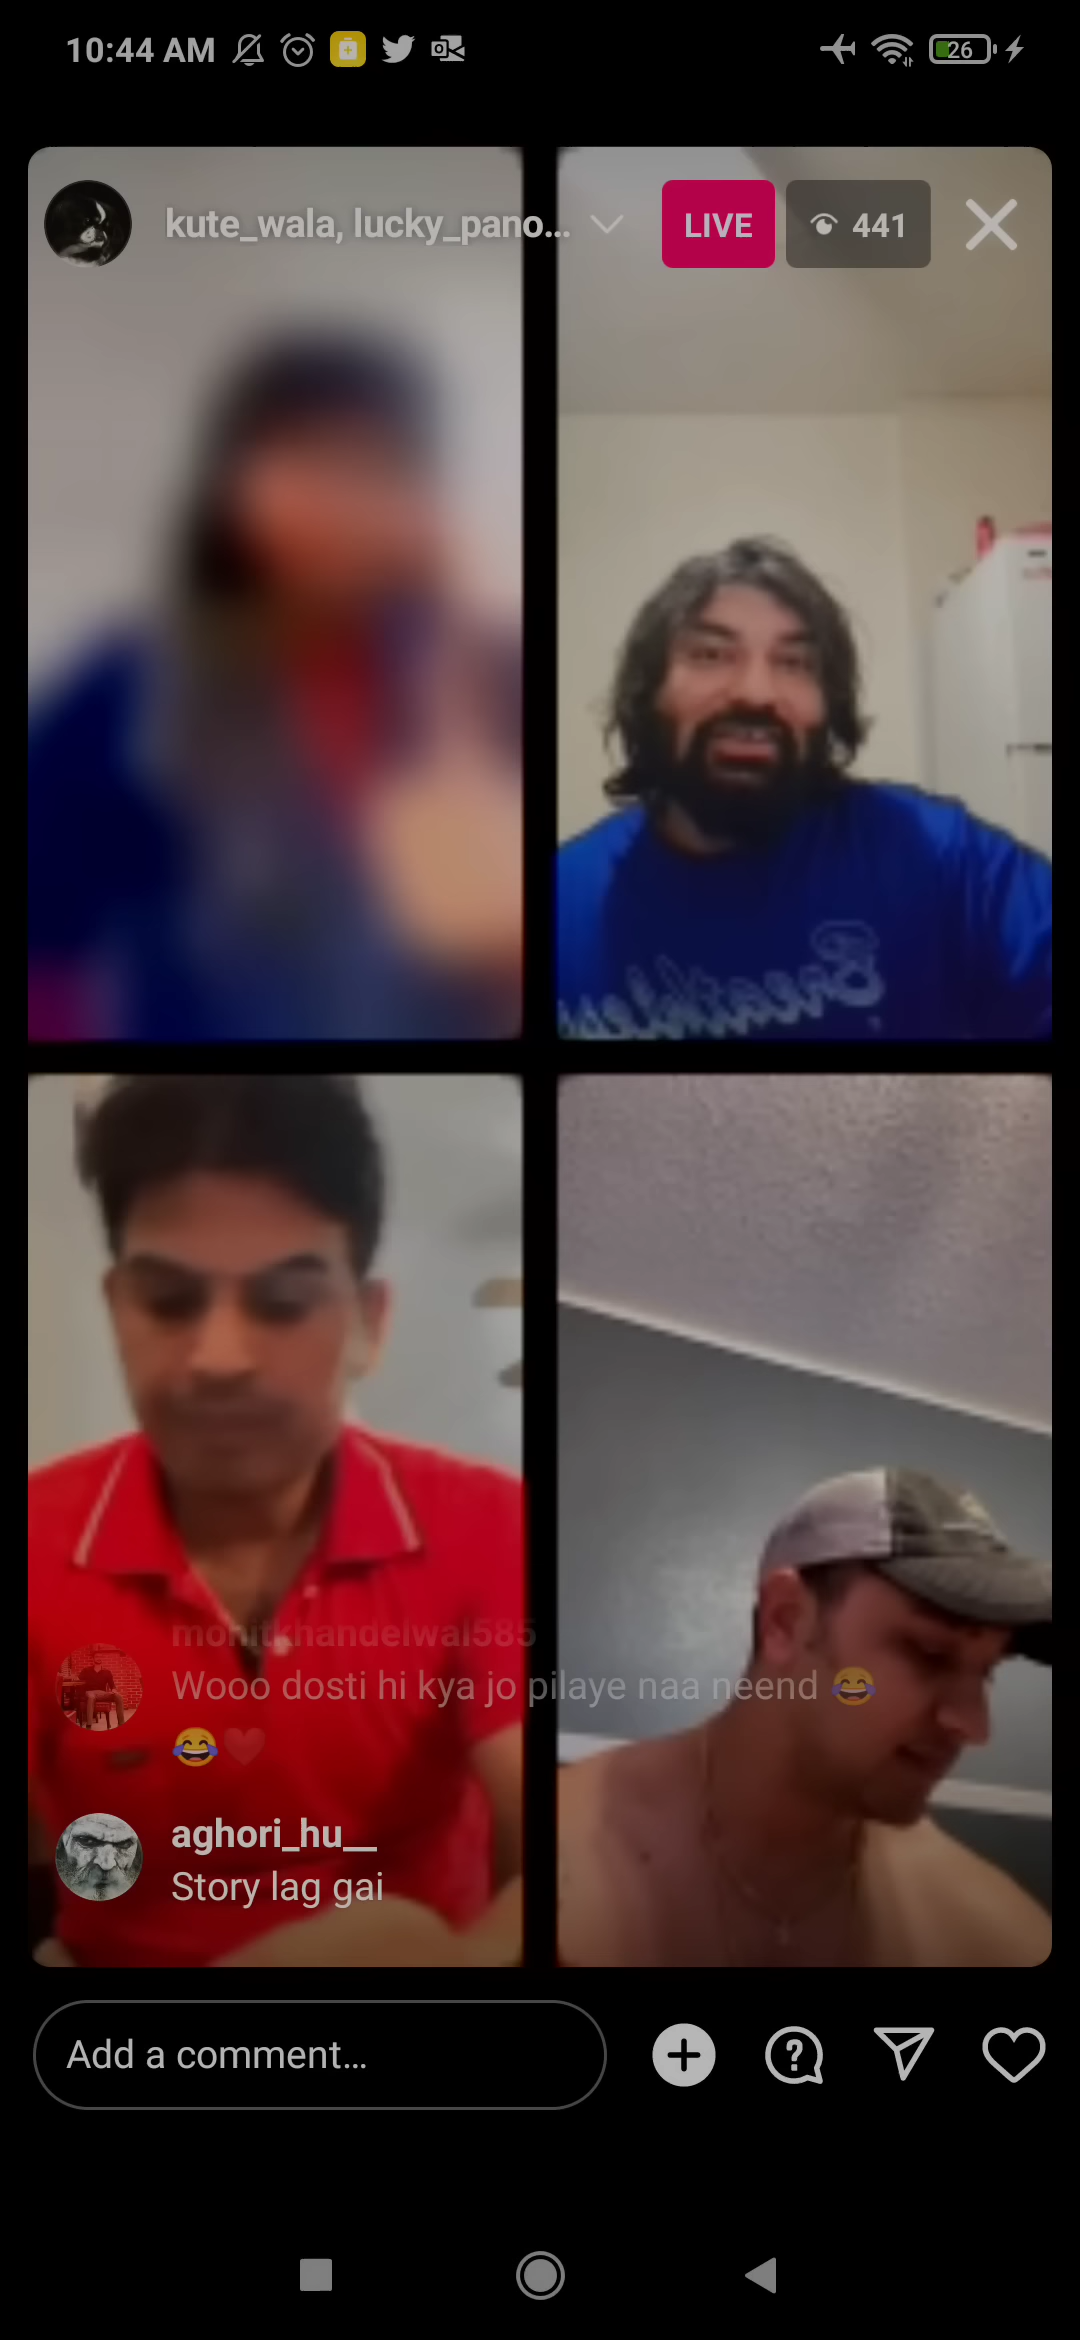 10:44 AM
26
kute_wala, lucky_pano...
LIVE
441
Breathless
mohitkhandelwal585
Wooo dosti hi kya jo pilaye naa neend 😂
😂❤️
aghori_hu__
Story lag gai
Add a comment...